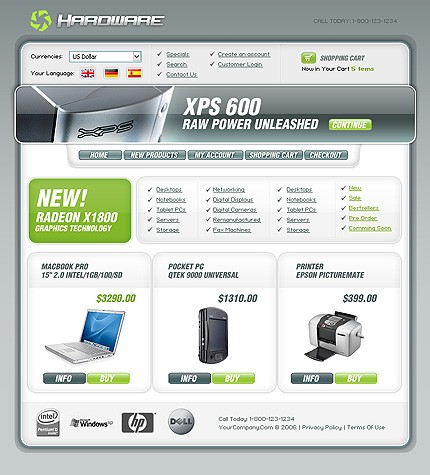 HARDWARE
CALL TODAY: 1-800-123-1234
Currencies:
US Dollar
Your Language:
Specials
Search
Contact Us
Create an account
Customer Login
SHOPPING CART
Now in Your Cart 5 items
XPS
XPS 600
RAW POWER UNLEASHED
CONTINUE
HOME
NEW PRODUCTS
MY ACCOUNT
SHOPPING CART
CHECKOUT
NEW!
RADEON X1800
GRAPHICS TECHNOLOGY
Desktops
Notebooks
Tablet PCs
Servers
Storage
Networking
Digital Displays
Digital Cameras
Remanufactured
Fax Machines
Desktops
Notebooks
Tablet PCs
Servers
Storage
New
Sale
Bestsellers
Pre Order
Comming Soon
MACBOOK PRO
15" 2.0 INTEL/1GB/100/SD
$3290.00
INFO
BUY
POCKET PC
QTEK 9000 UNIVERSAL
$1310.00
INFO
BUY
PRINTER
EPSON PICTUREMATE
$399.00
INFO
BUY
intel
Pentium
Windows XP
hp
DELL
Call Today: 1-800-123-1234
YourCompany.Com © 2006 | Privacy Policy | Terms Of Use